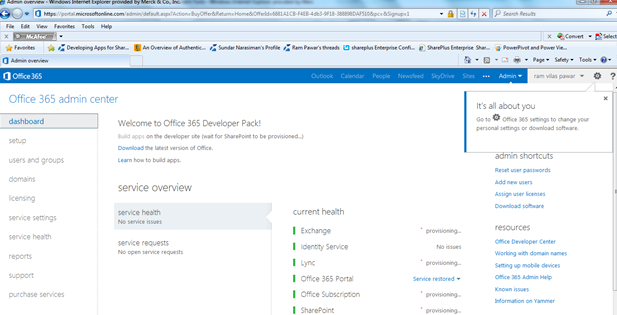 Admin overview - Windows Internet Explorer provided by Merck & Co., Inc.
https://portal.microsoftonline.com/admin/default.aspx?Action=BuyOffer&Return=Home&OfferId=
Search Results
File Edit View Favorites Tools Help
McAfee
Convert Select
Favorites Developing Apps for Shar... An Overview of Authentic... Sundar Narasiman's Profile Ram Pawar's threads shareplus Enterprise Confi... SharePlus Enterprise Shar... PowerPivot and Power Vie...
Admin overview
Page Safety Tools
Office 365
Outlook Calendar People Newsfeed SkyDrive Sites ••• Admin ram vilas pawar ?
Office 365 admin center
It's all about you
Go to Office 365 settings to change your
personal settings or download software.
dashboard
setup
users and groups
domains
licensing
service settings
service health
reports
support
purchase services
Welcome to Office 365 Developer Pack!
Build apps on the developer site (wait for SharePoint to be provisioned...)
Download the latest version of Office.
Learn how to build apps.
service overview
service health
No service issues
service requests
No open service requests
current health
Exchange provisioning...
Identity Service No issues
Lync provisioning...
Office 365 Portal Service restored
Office Subscription provisioning...
SharePoint provisioning...
admin shortcuts
Reset user passwords
Add new users
Assign user licenses
Download software
resources
Office Developer Center
Working with domain names
Setting up mobile devices
Office 365 Admin Help
Known issues
Information on Yammer